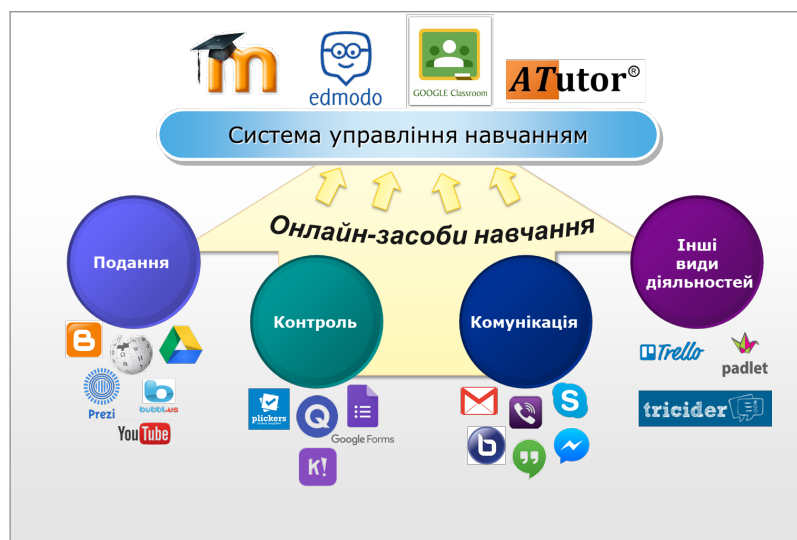 m
edmodo
GOOGLE Classroom
ATutor®
Система управління навчанням
Онлайн-засоби навчання
Подання
Контроль
Комунікація
Інші
види
діяльностей
Prezi
bubbl.us
YouTube
plickers
Q
Google Forms
K!
S
b
Trello
padlet
tricider